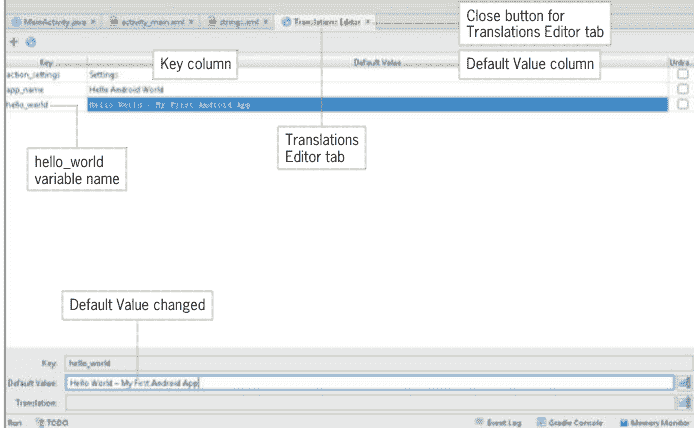 MainActivity.java × activity_main.xml × strings.xml × Translations Editor ×
Close button for
Translations Editor tab
Key
Key column
Default Value
Default Value column
action_settings
Settings
app_name
Hello Android World
hello_world
Hello World - My First Android App
Translations
Editor tab
hello_world
variable name
Default Value changed
Key: hello_world
Default Value: Hello World - My First Android App
Translation:
Run TODO Event Log Gradle Console Memory Monitor